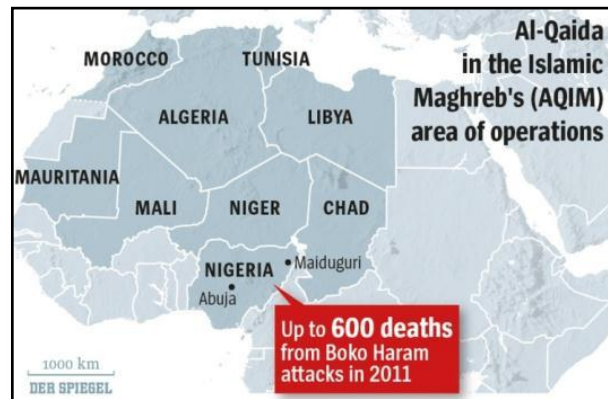 Al-Qaida
in the Islamic
Maghreb's (AQIM)
area of operations
MOROCCO
TUNISIA
ALGERIA
LIBYA
MAURITANIA
MALI
NIGER
CHAD
NIGERIA
Maiduguri
Abuja
Up to 600 deaths
from Boko Haram
attacks in 2011
1000 km
DER SPIEGEL